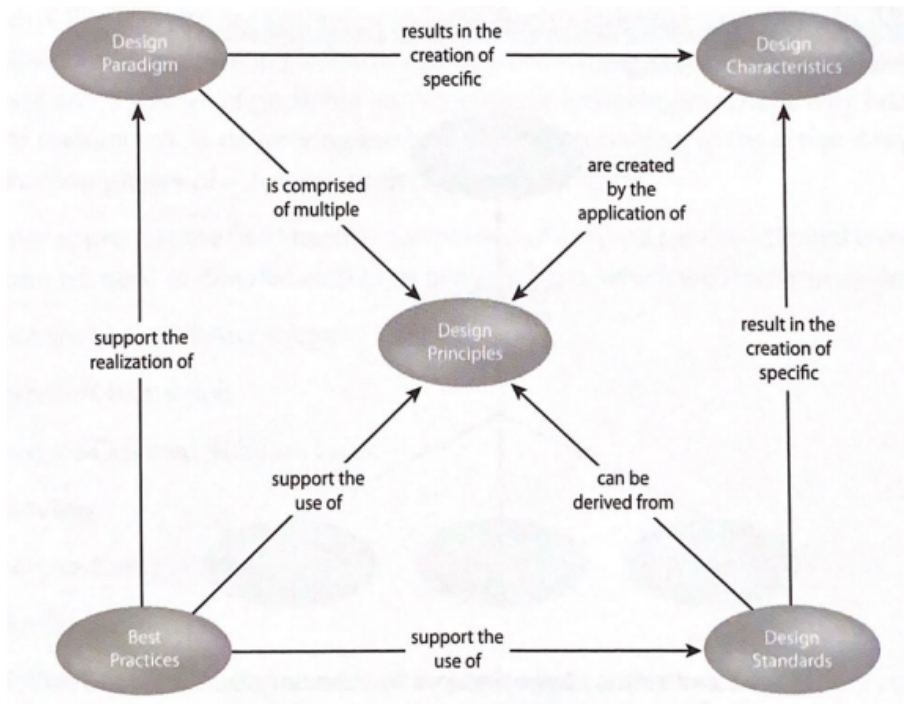 Design
Paradigm
results in the
creation of
specific
Design
Characteristics
is comprised
of multiple
are created
by the
application of
support the
realization of
Design
Principles
result in the
creation of
specific
support the
use of
can be
derived from
Best
Practices
support the
use of
Design
Standards